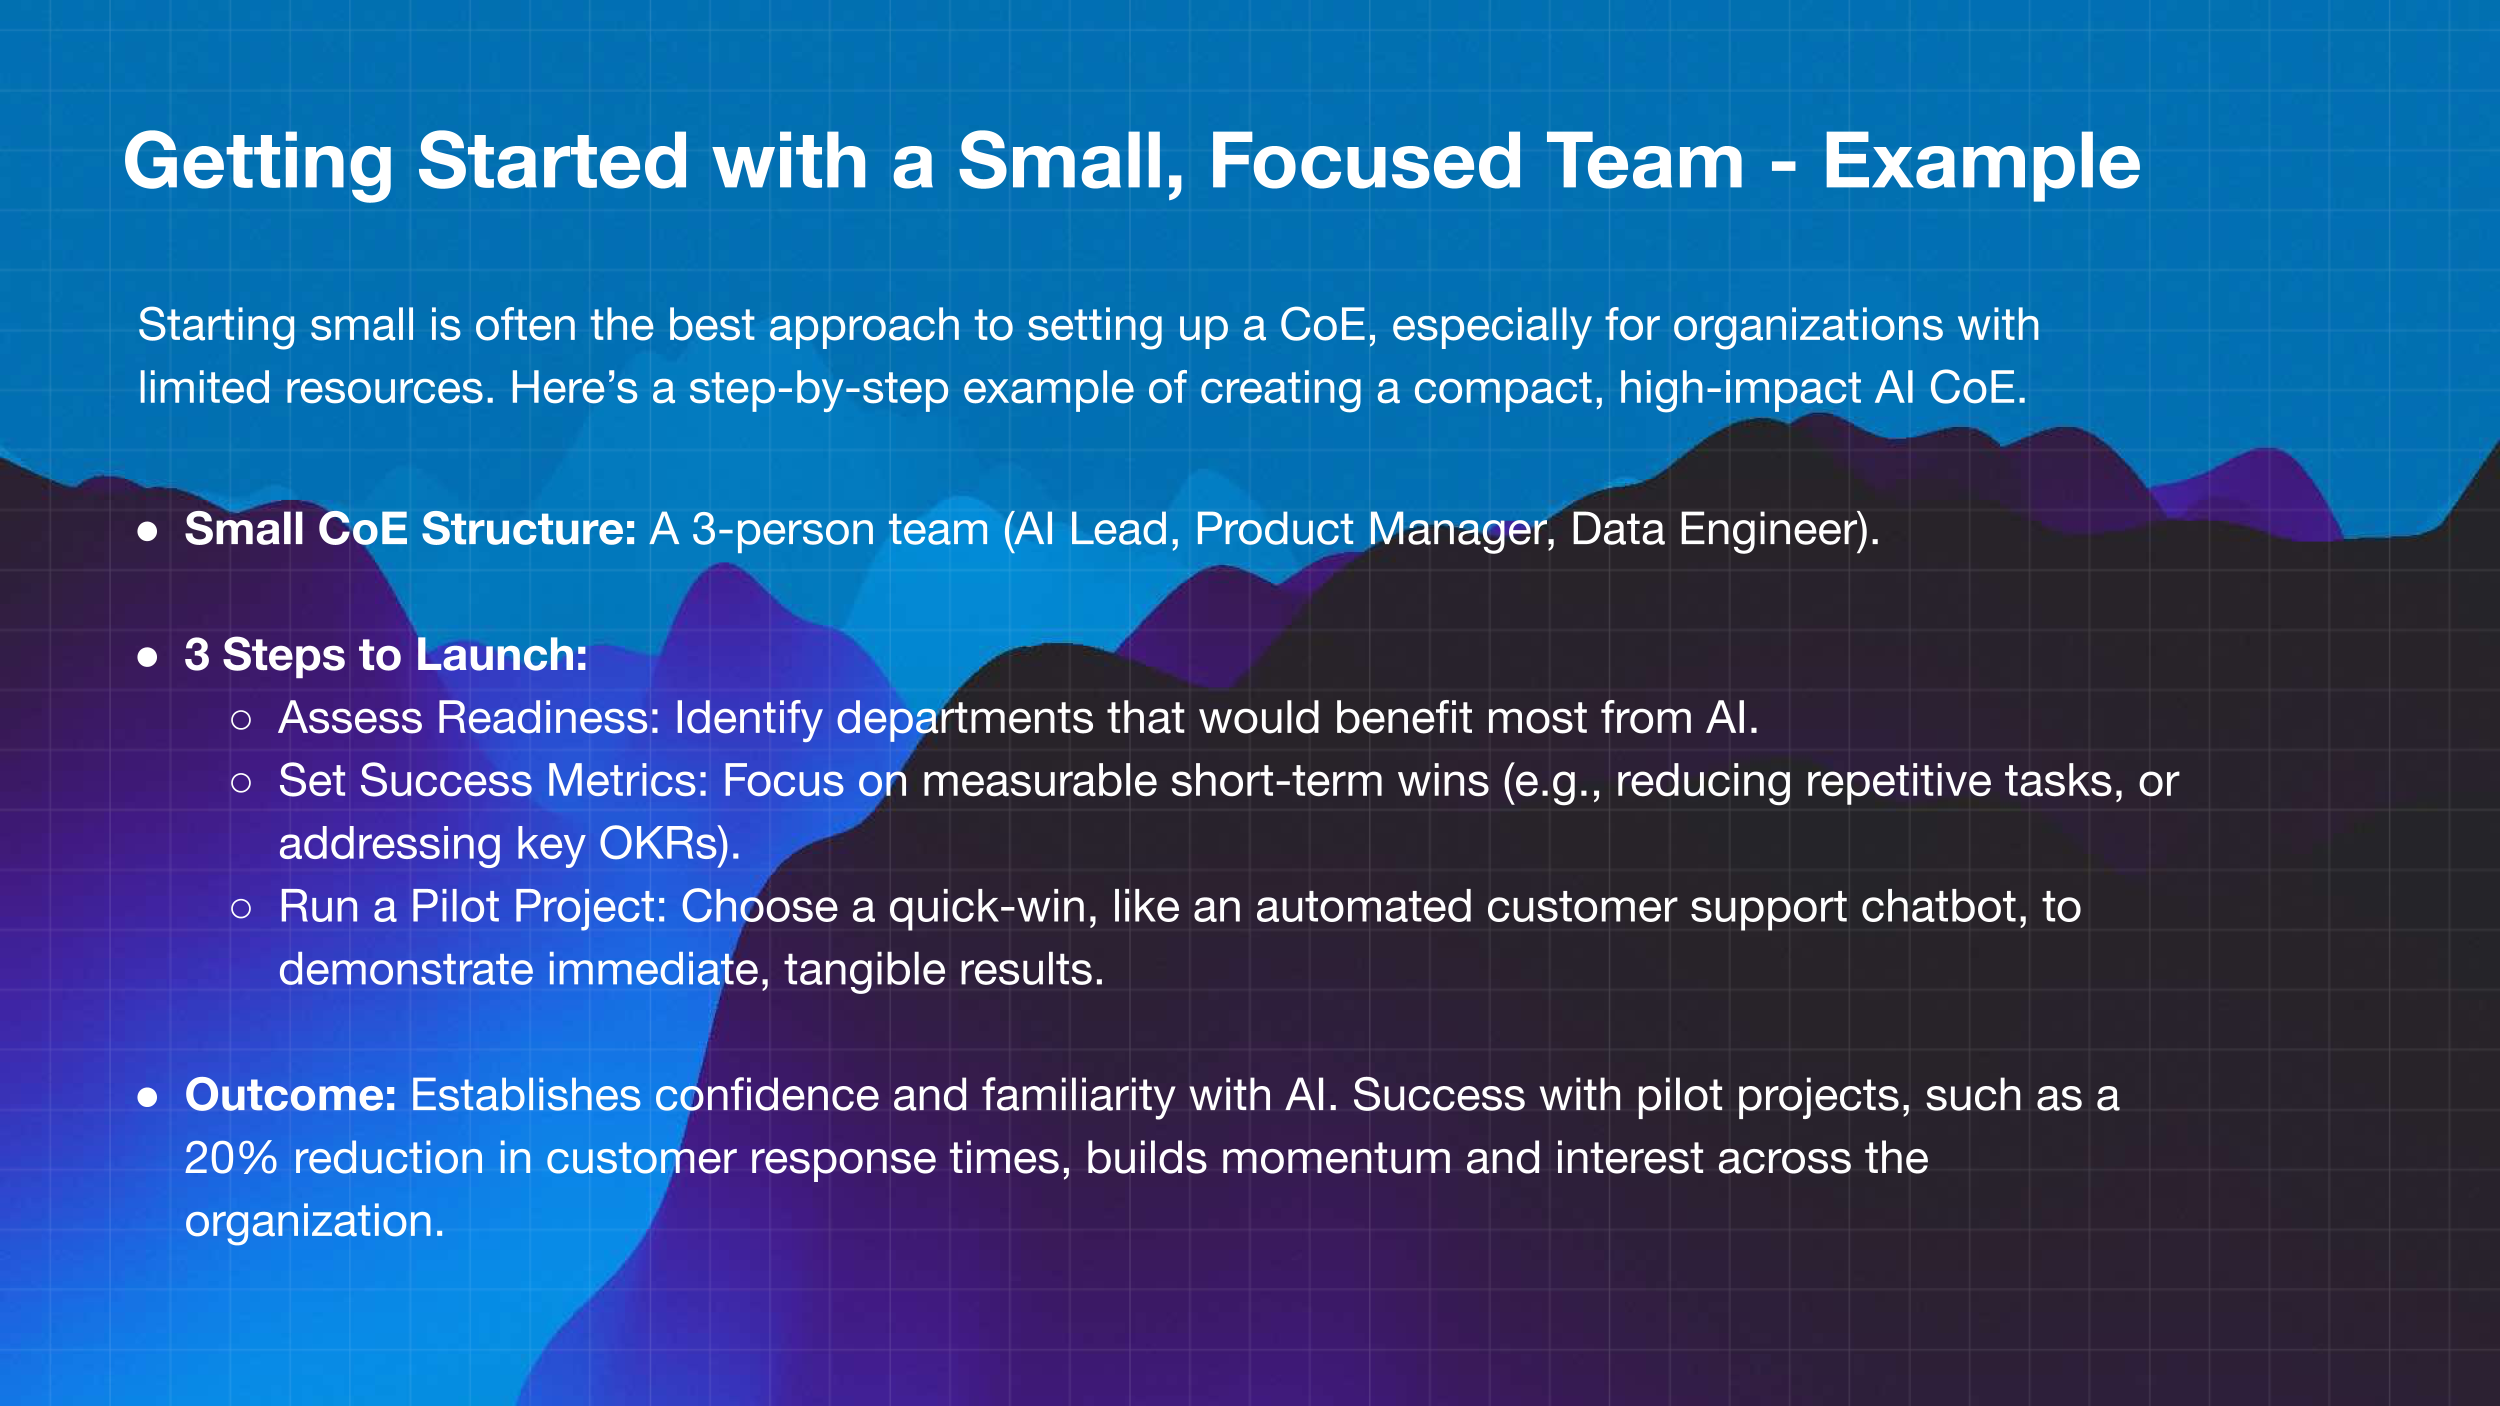 Getting Started with a Small, Focused Team - Example
Starting small is often the best approach to setting up a CoE, especially for organizations with
limited resources. Here’s a step-by-step example of creating a compact, high-impact AI CoE.
● Small CoE Structure: A 3-person team (AI Lead, Product Manager, Data Engineer).
● 3 Steps to Launch:
○ Assess Readiness: Identify departments that would benefit most from AI.
○ Set Success Metrics: Focus on measurable short-term wins (e.g., reducing repetitive tasks, or
addressing key OKRs).
○ Run a Pilot Project: Choose a quick-win, like an automated customer support chatbot, to
demonstrate immediate, tangible results.
● Outcome: Establishes confidence and familiarity with AI. Success with pilot projects, such as a
20% reduction in customer response times, builds momentum and interest across the
organization.